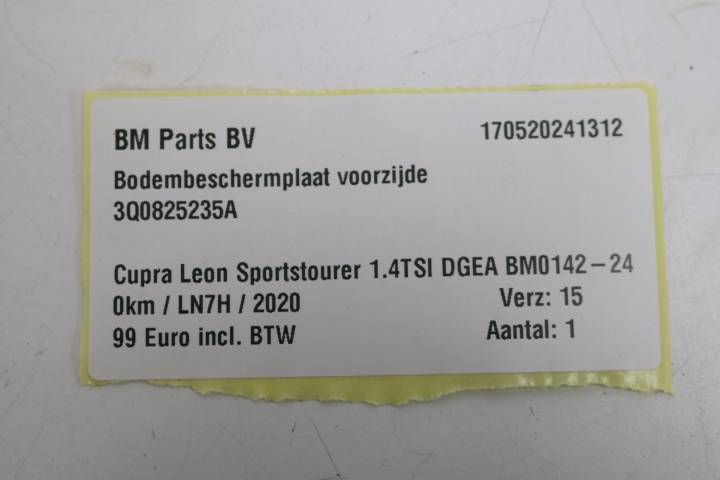 BM Parts BV 170520241312
Bodembeschermplaat voorzijde
3Q0825235A
Cupra Leon Sportstourer 1.4TSI DGEA BM0142-24
0km / LN7H / 2020 Verz: 15
99 Euro incl. BTW Aantal: 1